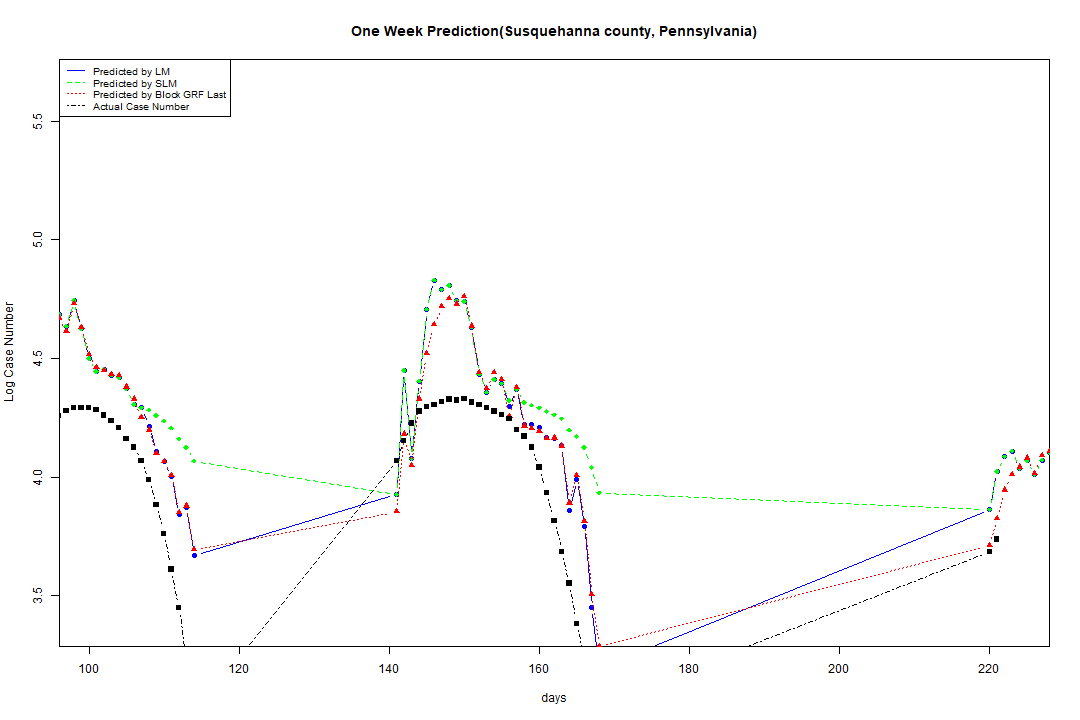 One Week Prediction(Susquehanna county, Pennsylvania)
Predicted by LM
Predicted by SLM
Predicted by Block GRF Last
Actual Case Number
Log Case Number
5.5
5.0
4.5
4.0
3.5
100 120 140 160 180 200 220
days